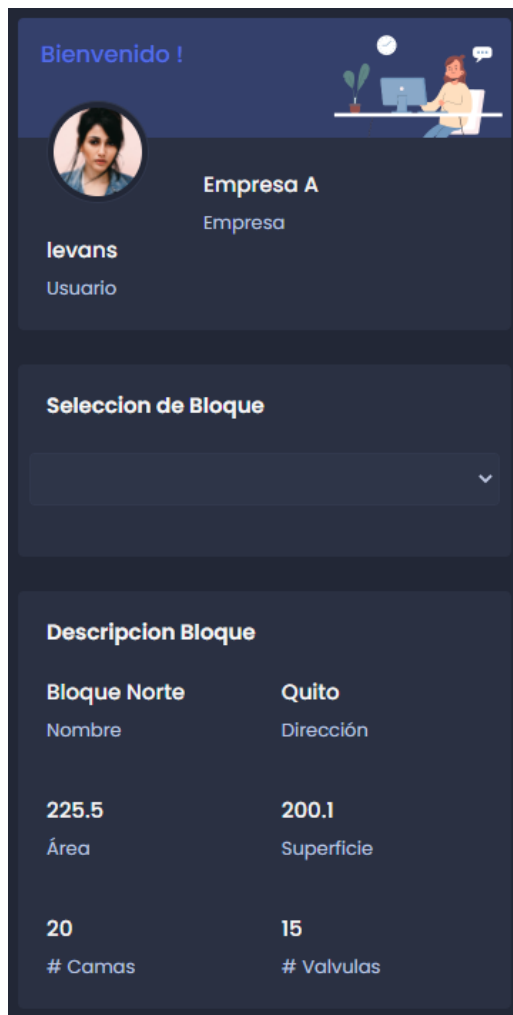 Bienvenido !
Empresa A
Empresa
levans
Usuario
Seleccion de Bloque
Descripcion Bloque
Bloque Norte Quito
Nombre Dirección
225.5 200.1
Área Superficie
20 15
# Camas # Valvulas